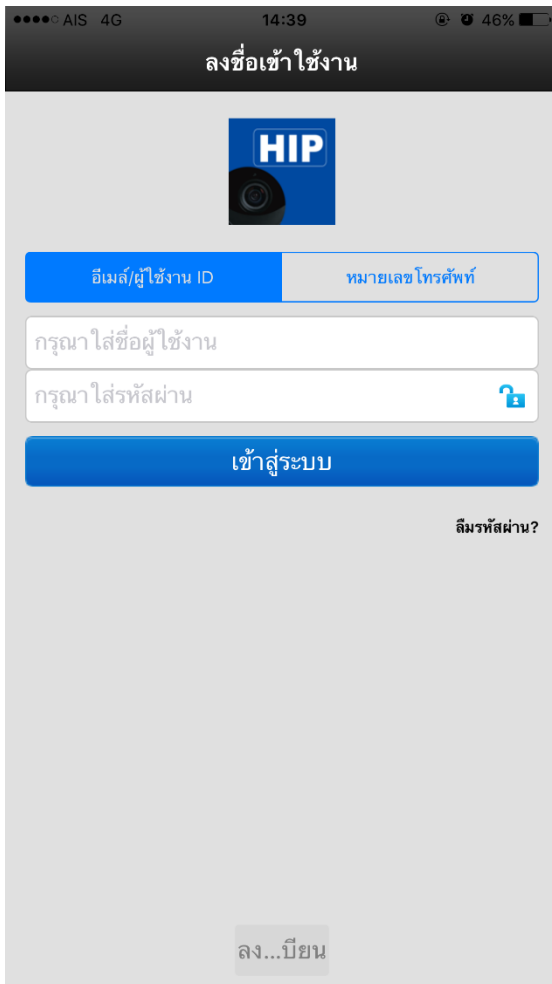 AIS 4G 14:39 46%
ลงชื่อเข้าใช้งาน
HIP
อีเมล์/ผู้ใช้งาน ID หมายเลขโทรศัพท์
กรุณาใส่ชื่อผู้ใช้งาน
กรุณาใส่รหัสผ่าน
เข้าสู่ระบบ
ลืมรหัสผ่าน?
ลง...บียน